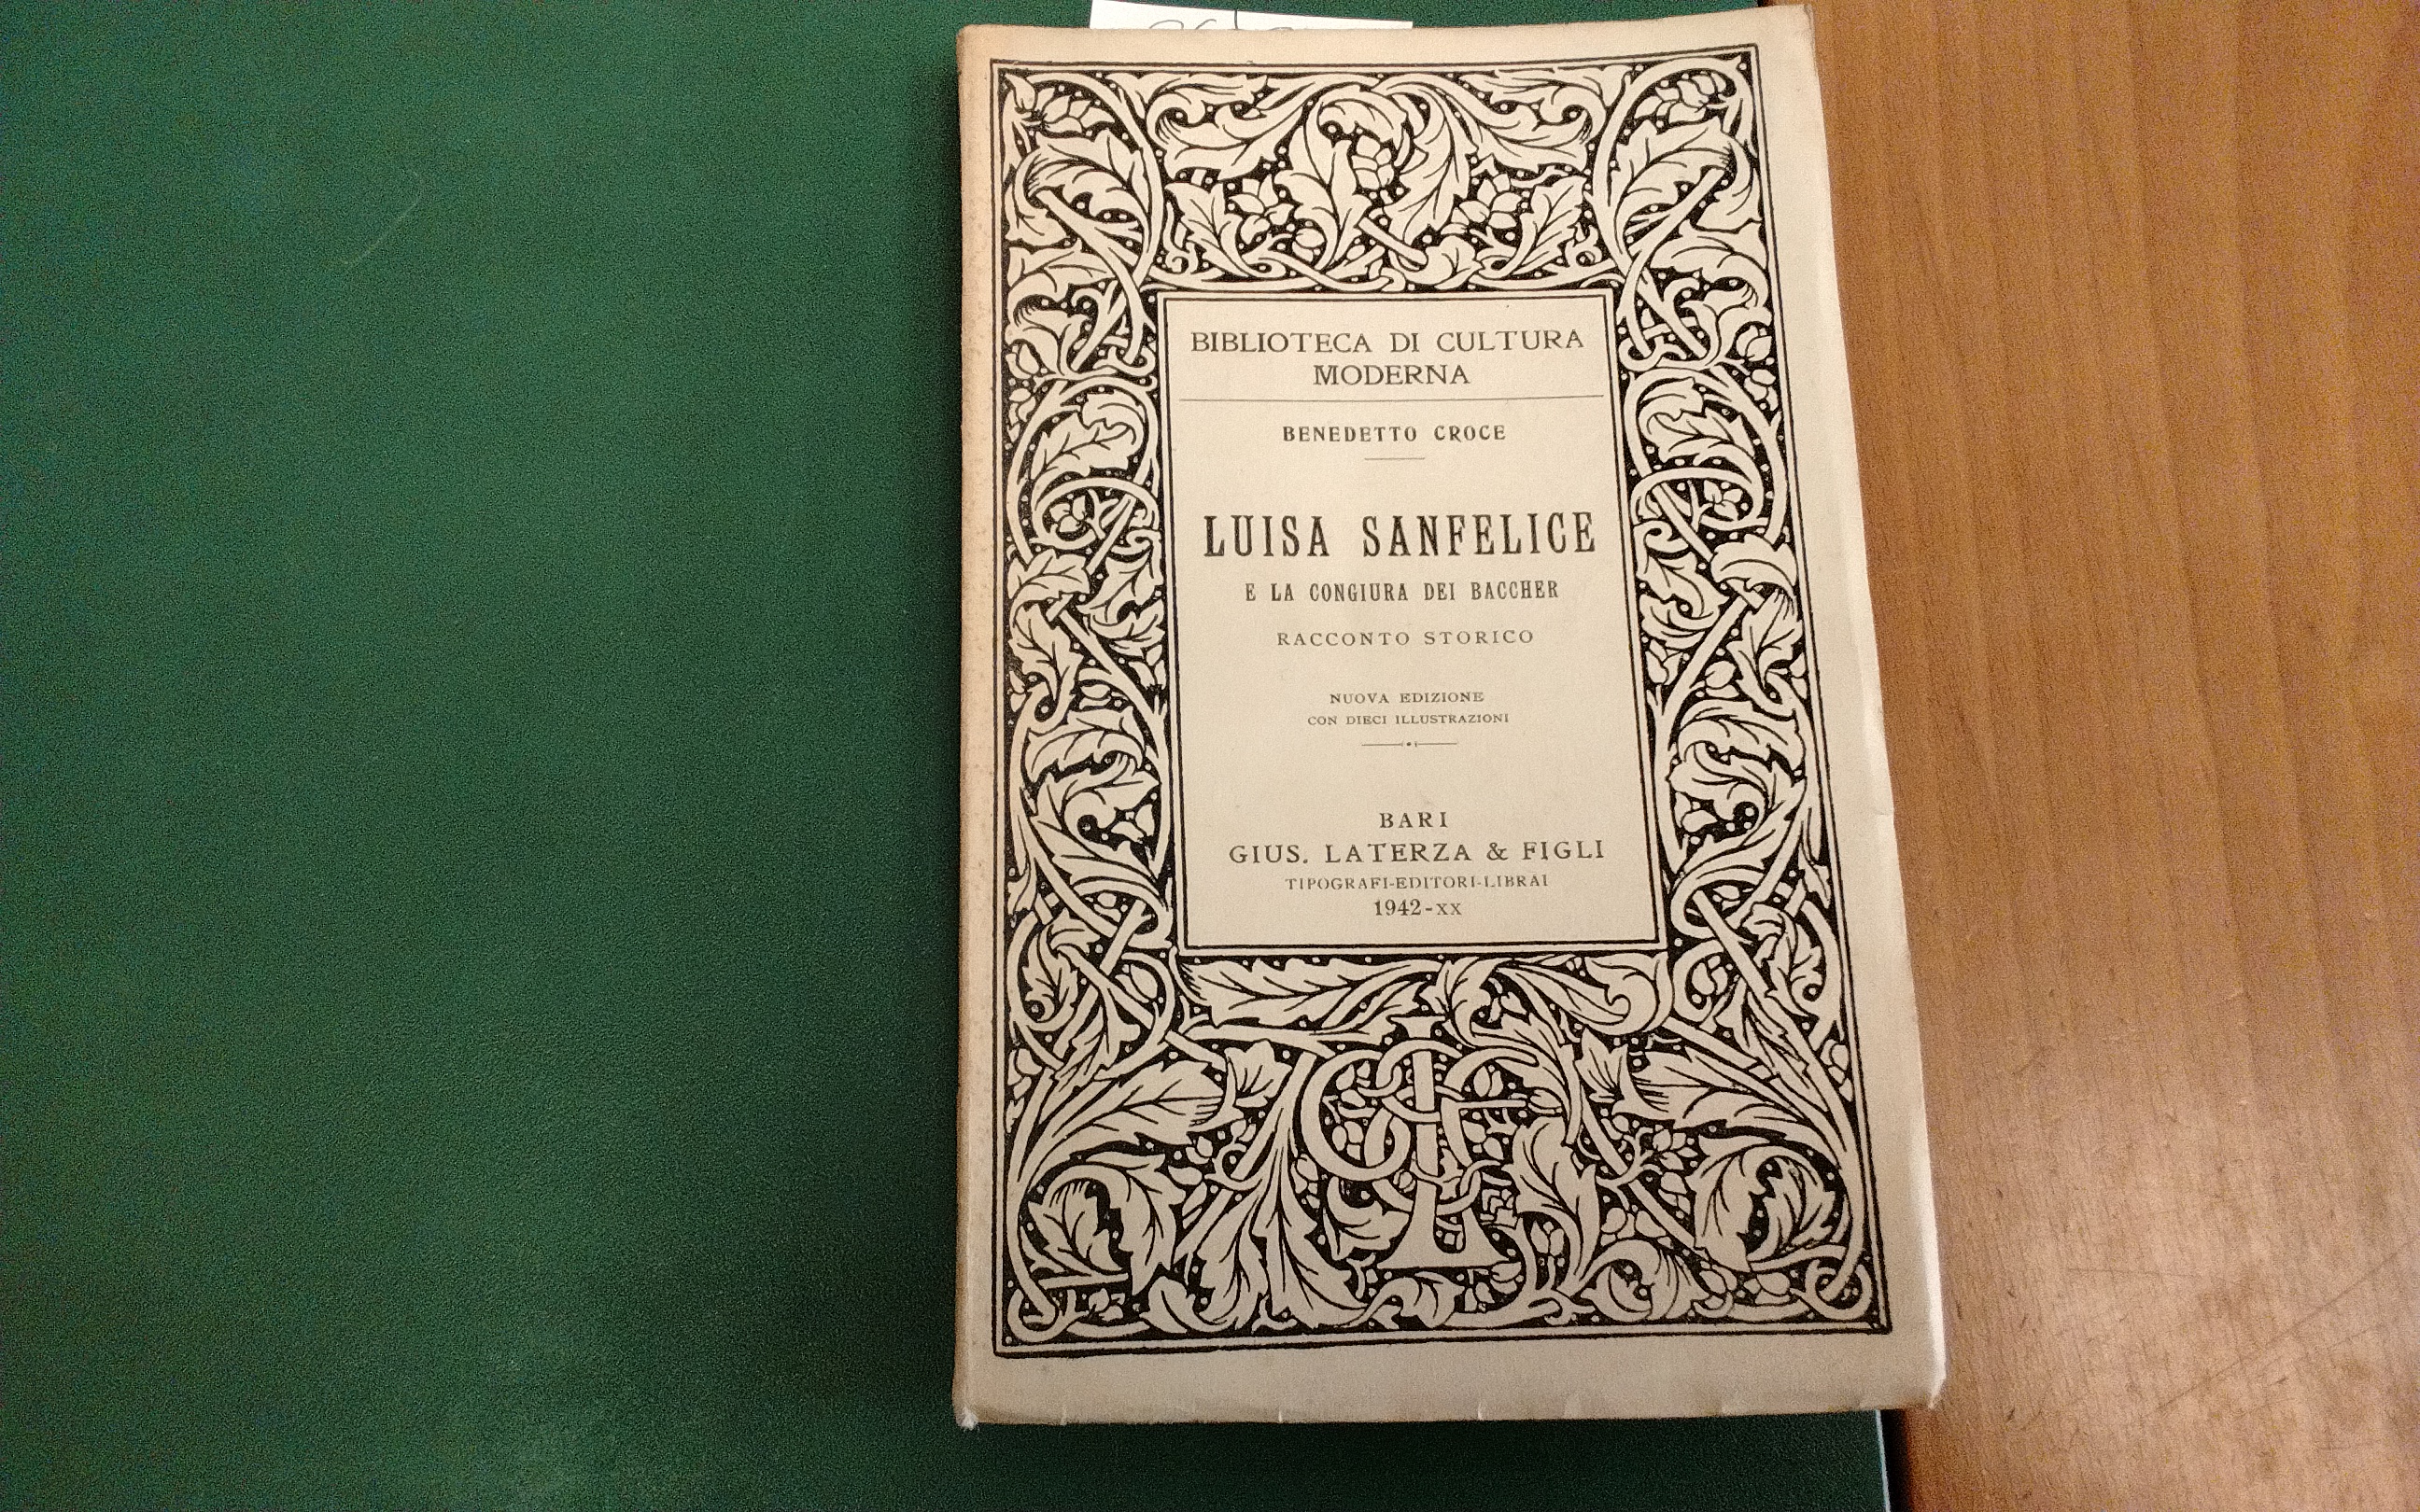 BIBLIOTECA DI CULTURA
MODERNA
BENEDETTO CROCE
LUISA SANFELICE
E LA CONGIURA DEI BACCHER
RACCONTO STORICO
NUOVA EDIZIONE
CON DIECI ILLUSTRAZIONI
BARI
GIUS. LATERZA & FIGLI
TIPOGRAFI-EDITORI-LIBRAI
1942-XX